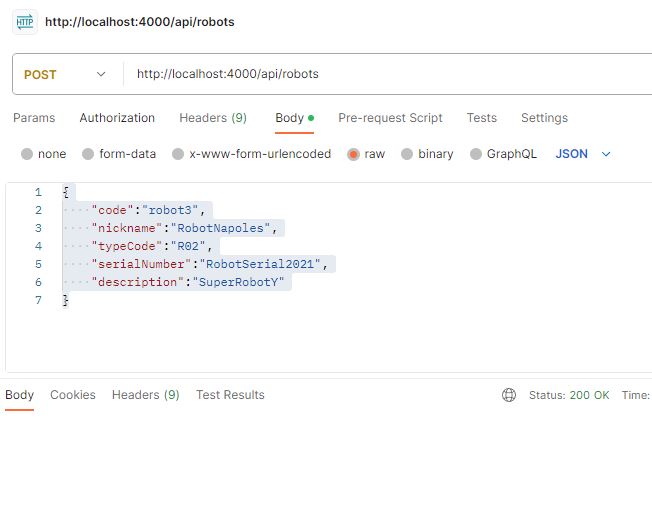 HTTP http://localhost:4000/api/robots
POST http://localhost:4000/api/robots
Params Authorization Headers (9) Body Pre-request Script Tests Settings
none form-data x-www-form-urlencoded raw binary GraphQL JSON
1 {
2 "code":"robot3",
3 "nickname":"RobotNapoles",
4 "typeCode":"R02",
5 "serialNumber":"RobotSerial2021",
6 "description":"SuperRobotY"
7 }
Body Cookies Headers (9) Test Results Status: 200 OK Time: